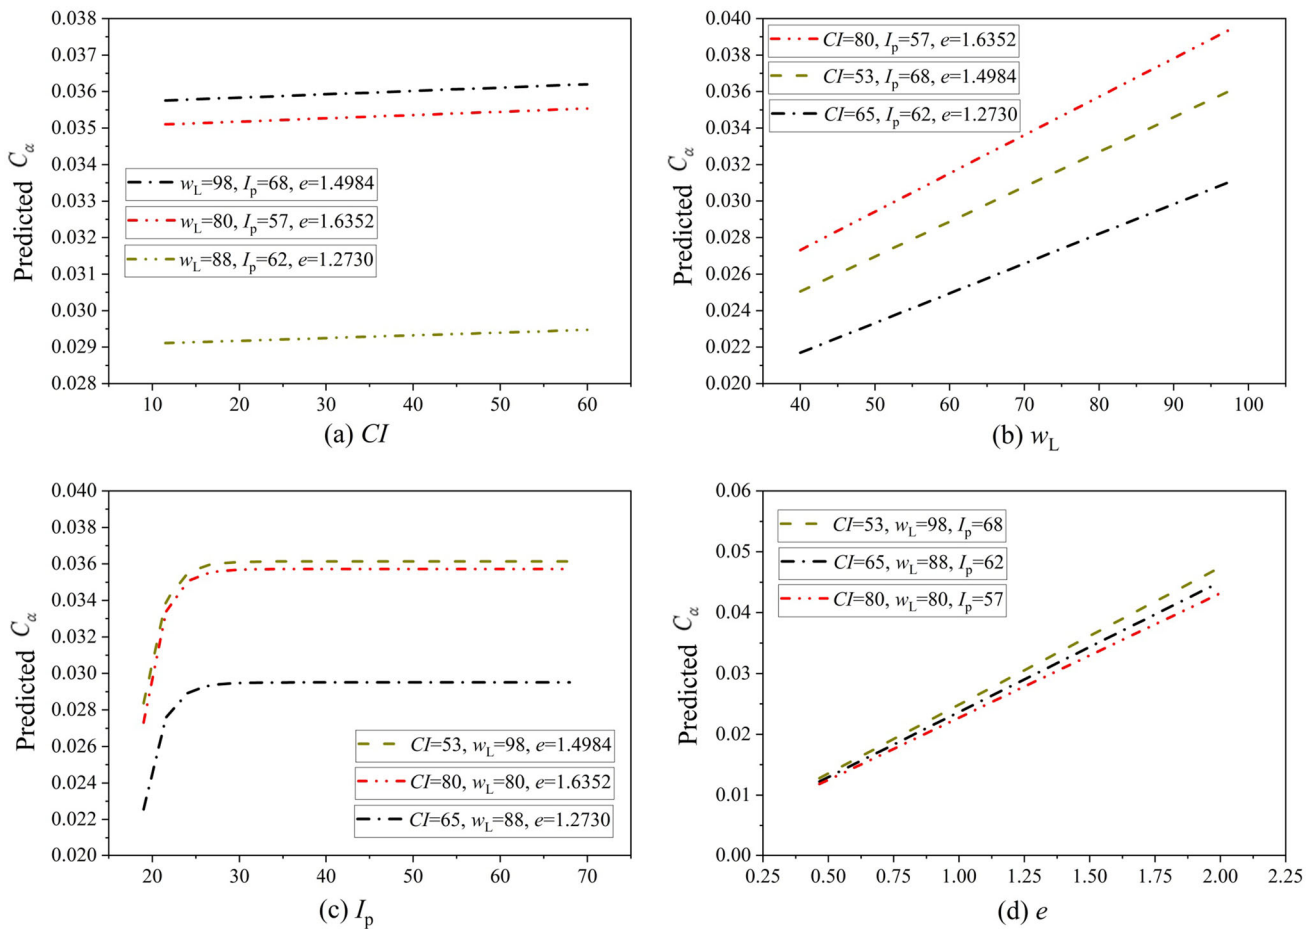 0.038
0.037
0.036
0.035
0.034
0.033
0.032
0.031
0.030
0.029
0.028
Predicted Cα
wL=98, Ip=68, e=1.4984
wL=80, Ip=57, e=1.6352
wL=88, Ip=62, e=1.2730
10 20 30 40 50 60
(a) CI
0.040
0.038
0.036
0.034
0.032
0.030
0.028
0.026
0.024
0.022
0.020
Predicted Cα
CI=80, Ip=57, e=1.6352
CI=53, Ip=68, e=1.4984
CI=65, Ip=62, e=1.2730
40 50 60 70 80 90 100
(b) wL
0.040
0.038
0.036
0.034
0.032
0.030
0.028
0.026
0.024
0.022
0.020
Predicted Cα
CI=53, wL=98, e=1.4984
CI=80, wL=80, e=1.6352
CI=65, wL=88, e=1.2730
20 30 40 50 60 70
(c) Ip
0.06
0.05
0.04
0.03
0.02
0.01
0.00
Predicted Cα
CI=53, wL=98, Ip=68
CI=65, wL=88, Ip=62
CI=80, wL=80, Ip=57
0.25 0.50 0.75 1.00 1.25 1.50 1.75 2.00 2.25
(d) e